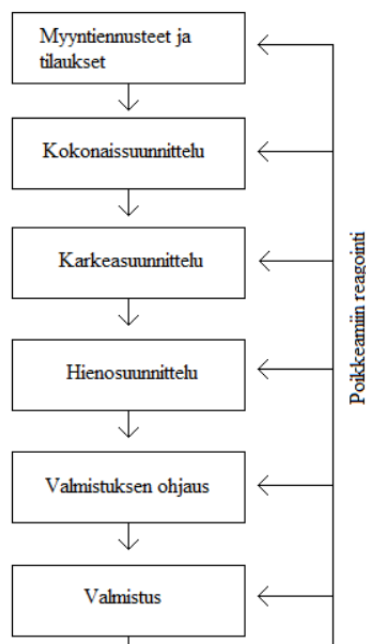 Myyntiennusteet ja
tilaukset
Kokonaissuunnittelu
Karkeasuunnittelu
Hienosuunnittelu
Valmistuksen ohjaus
Valmistus
Poikkeamiin reagointi